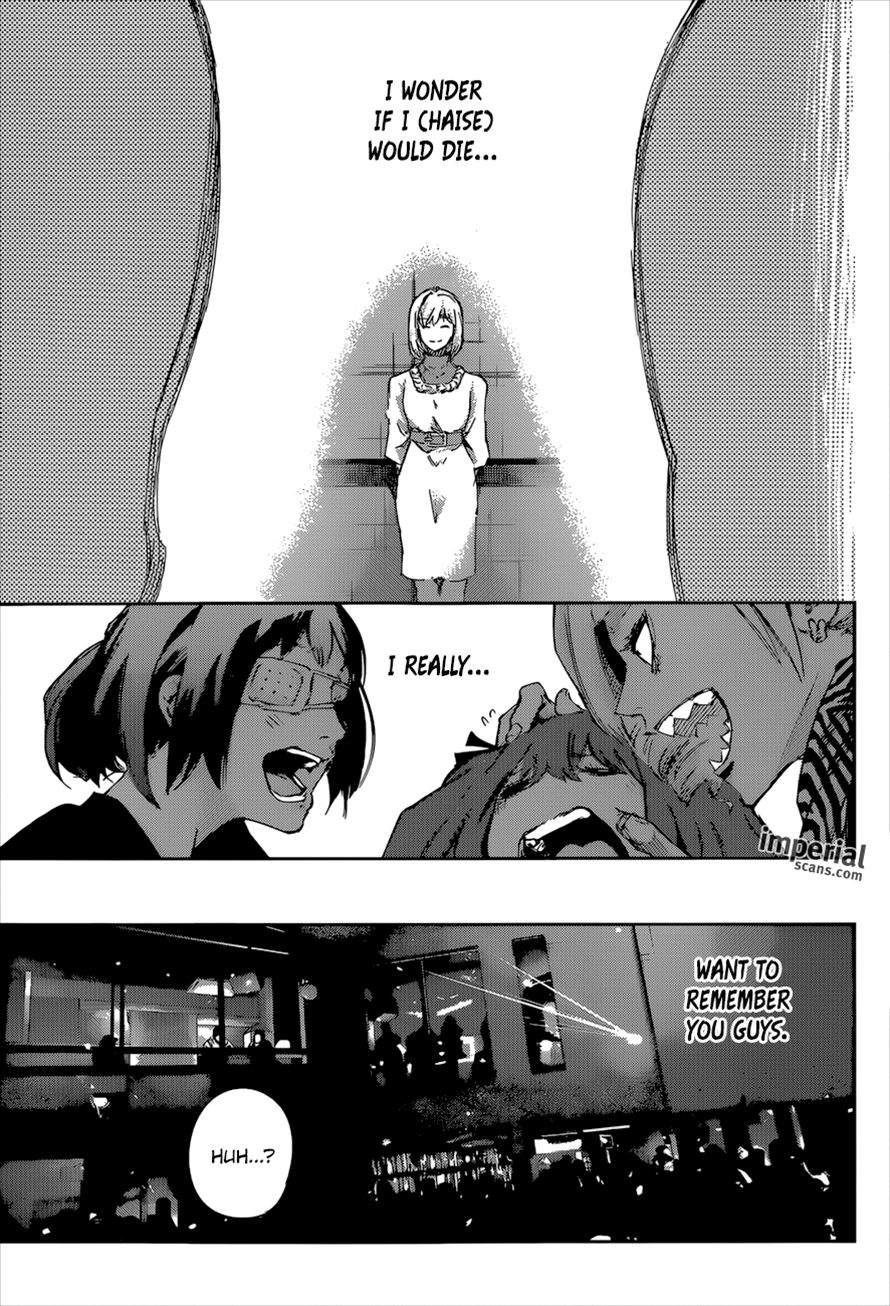 I WONDER
IF I (HAISE)
WOULD DIE...
I REALLY...
imperial
scans.com
WANT TO
REMEMBER
YOU GUYS.
HUH...?